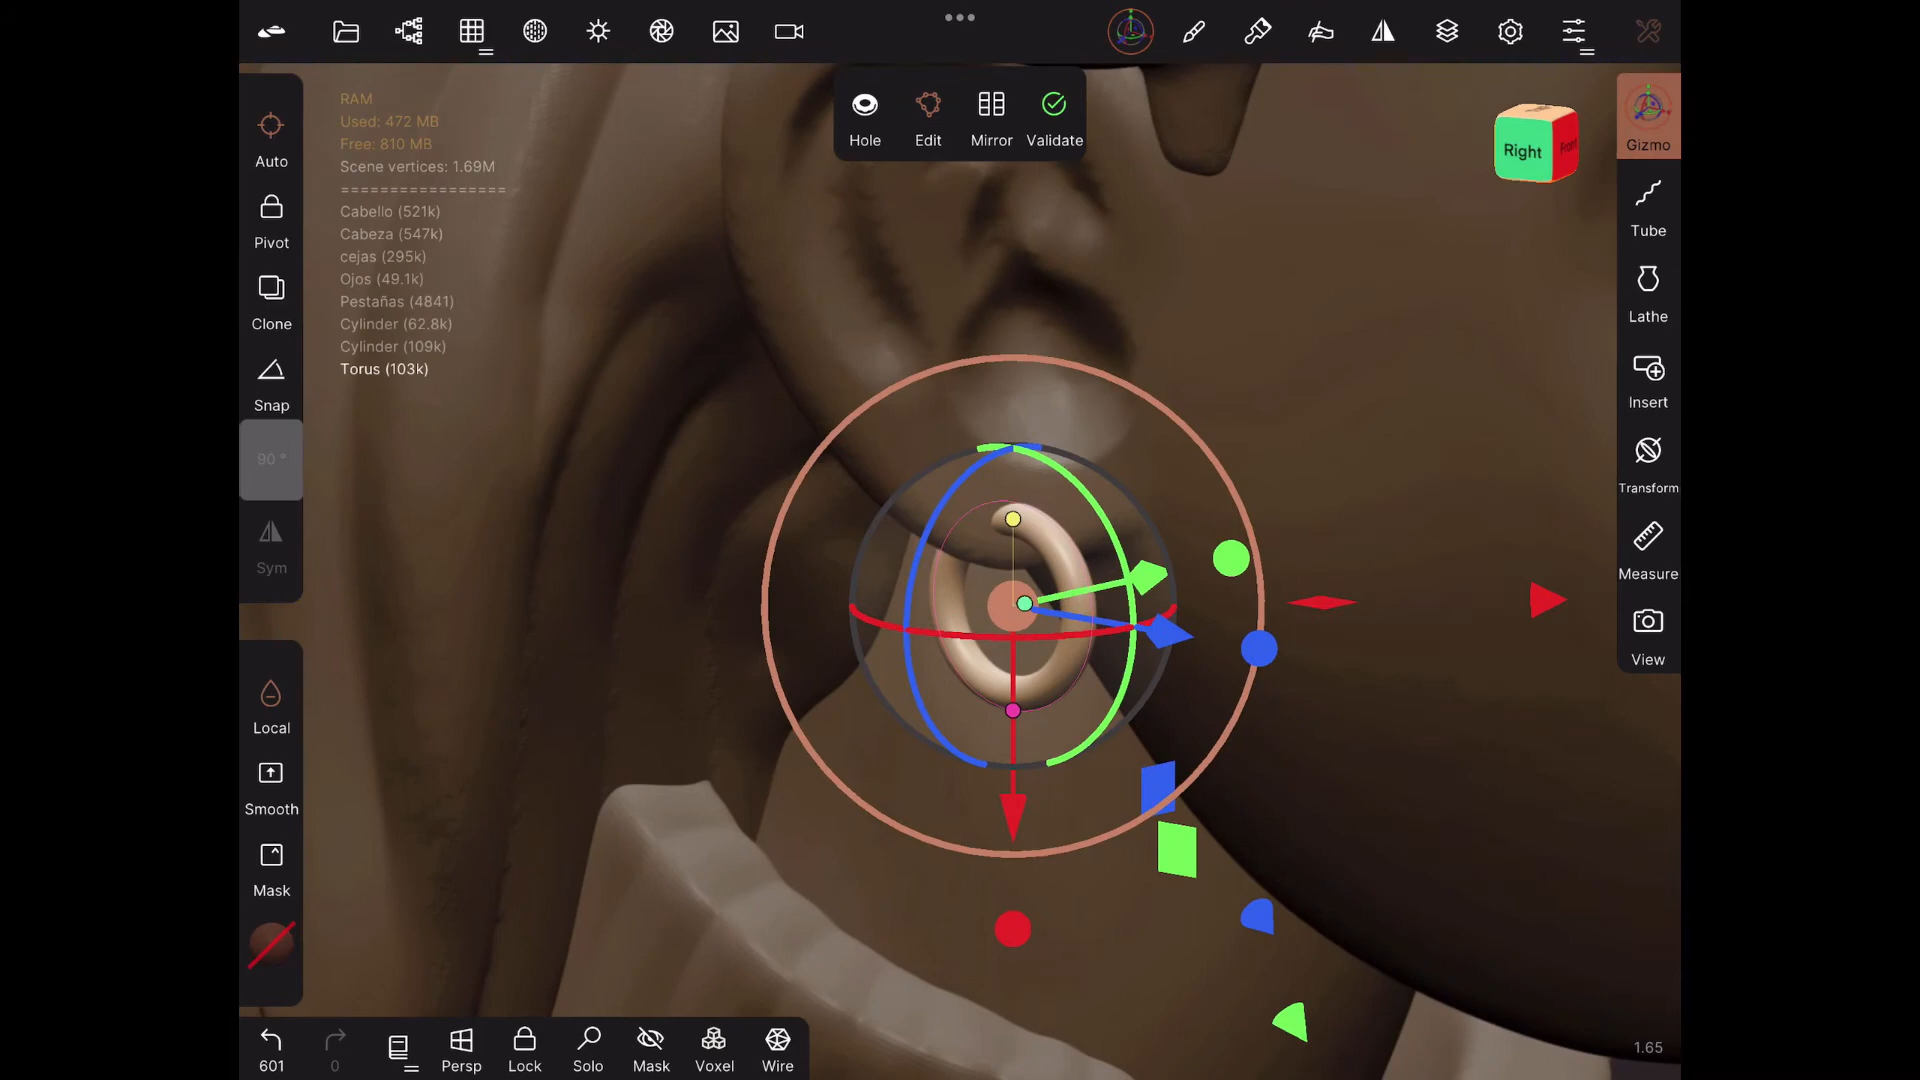 RAM
Used: 472 MB
Free: 810 MB
Scene vertices: 1.69M
=================
Cabello (521k)
Cabeza (547k)
cejas (295k)
Ojos (49.1k)
Pestañas (4841)
Cylinder (62.8k)
Cylinder (109k)
Torus (103k)
Auto
Pivot
Clone
Snap
90 °
Sym
Local
Smooth
Mask
Hole
Edit
Mirror
Validate
Right
Front
Gizmo
Tube
Lathe
Insert
Transform
Measure
View
601
0
Persp
Lock
Solo
Mask
Voxel
Wire
1.65